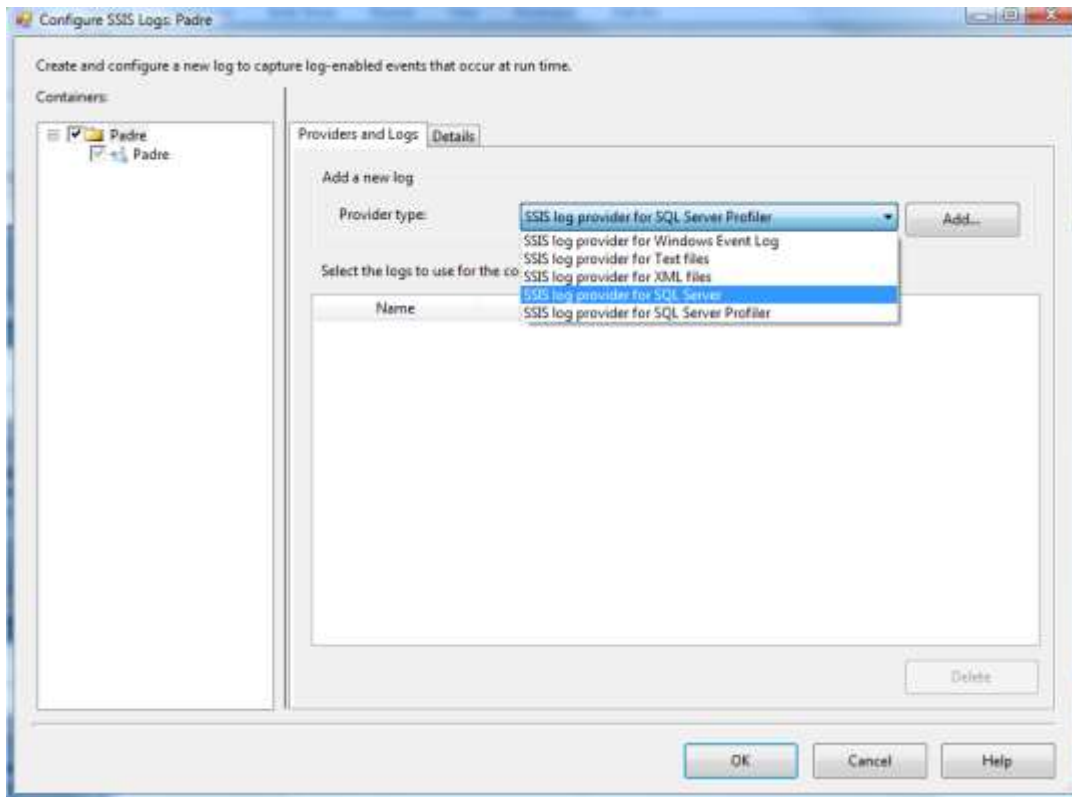 Configure SSIS Logs: Padre
Create and configure a new log to capture log-enabled events that occur at run time.
Containers:
Padre
Padre
Providers and Logs Details
Add a new log
Provider type: SSIS log provider for SQL Server Profiler Add...
SSIS log provider for Windows Event Log
SSIS log provider for Text files
Select the logs to use for the co
SSIS log provider for XML files
SSIS log provider for SQL Server
Name
SSIS log provider for SQL Server Profiler
Delete
OK Cancel Help